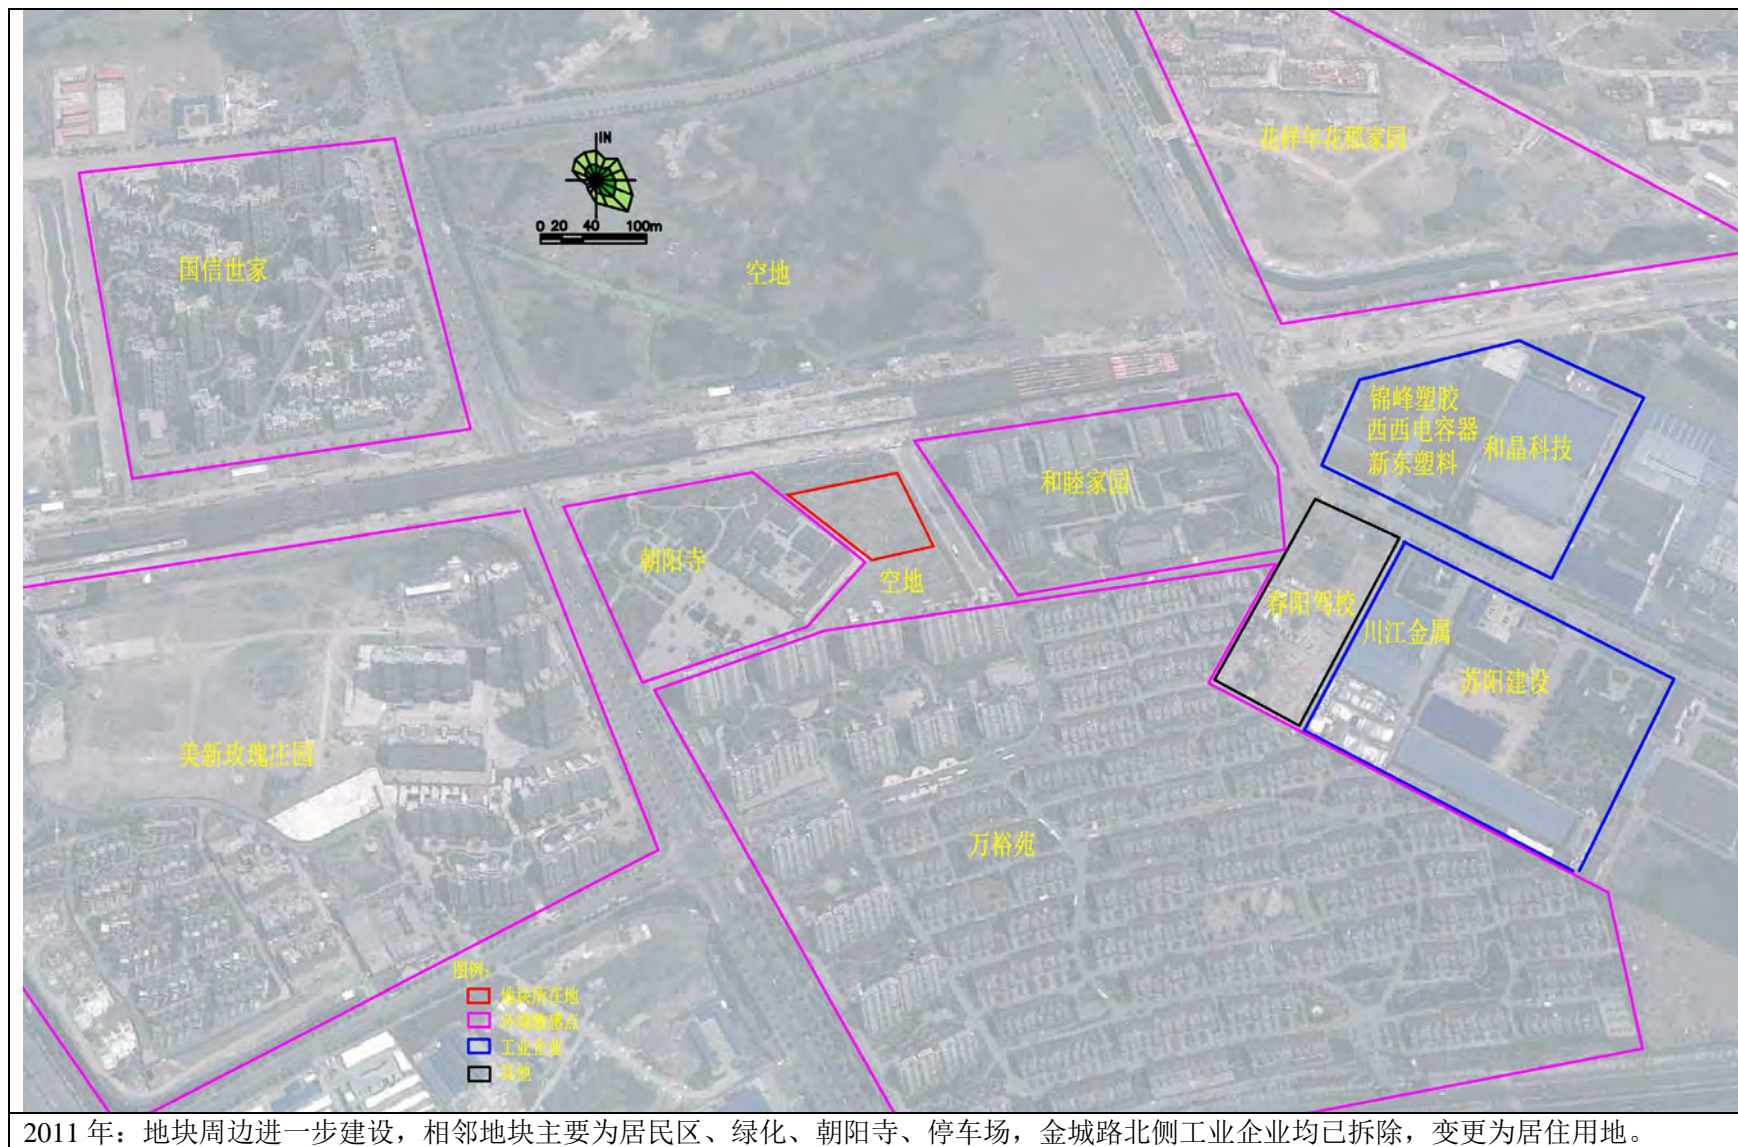 花样年花郡家园
IN
0 20 40 100m
国信世家
空地
锦峰塑胶
西西电容器
新东塑料
和晶科技
和睦家园
朝阳寺
空地
春阳驾校
川江金属
苏阳建设
美新玫瑰庄园
万裕苑
图例:
地块所在地
环境敏感点
工业企业
其他
2011 年：地块周边进一步建设，相邻地块主要为居民区、绿化、朝阳寺、停车场，金城路北侧工业企业均已拆除，变更为居住用地。